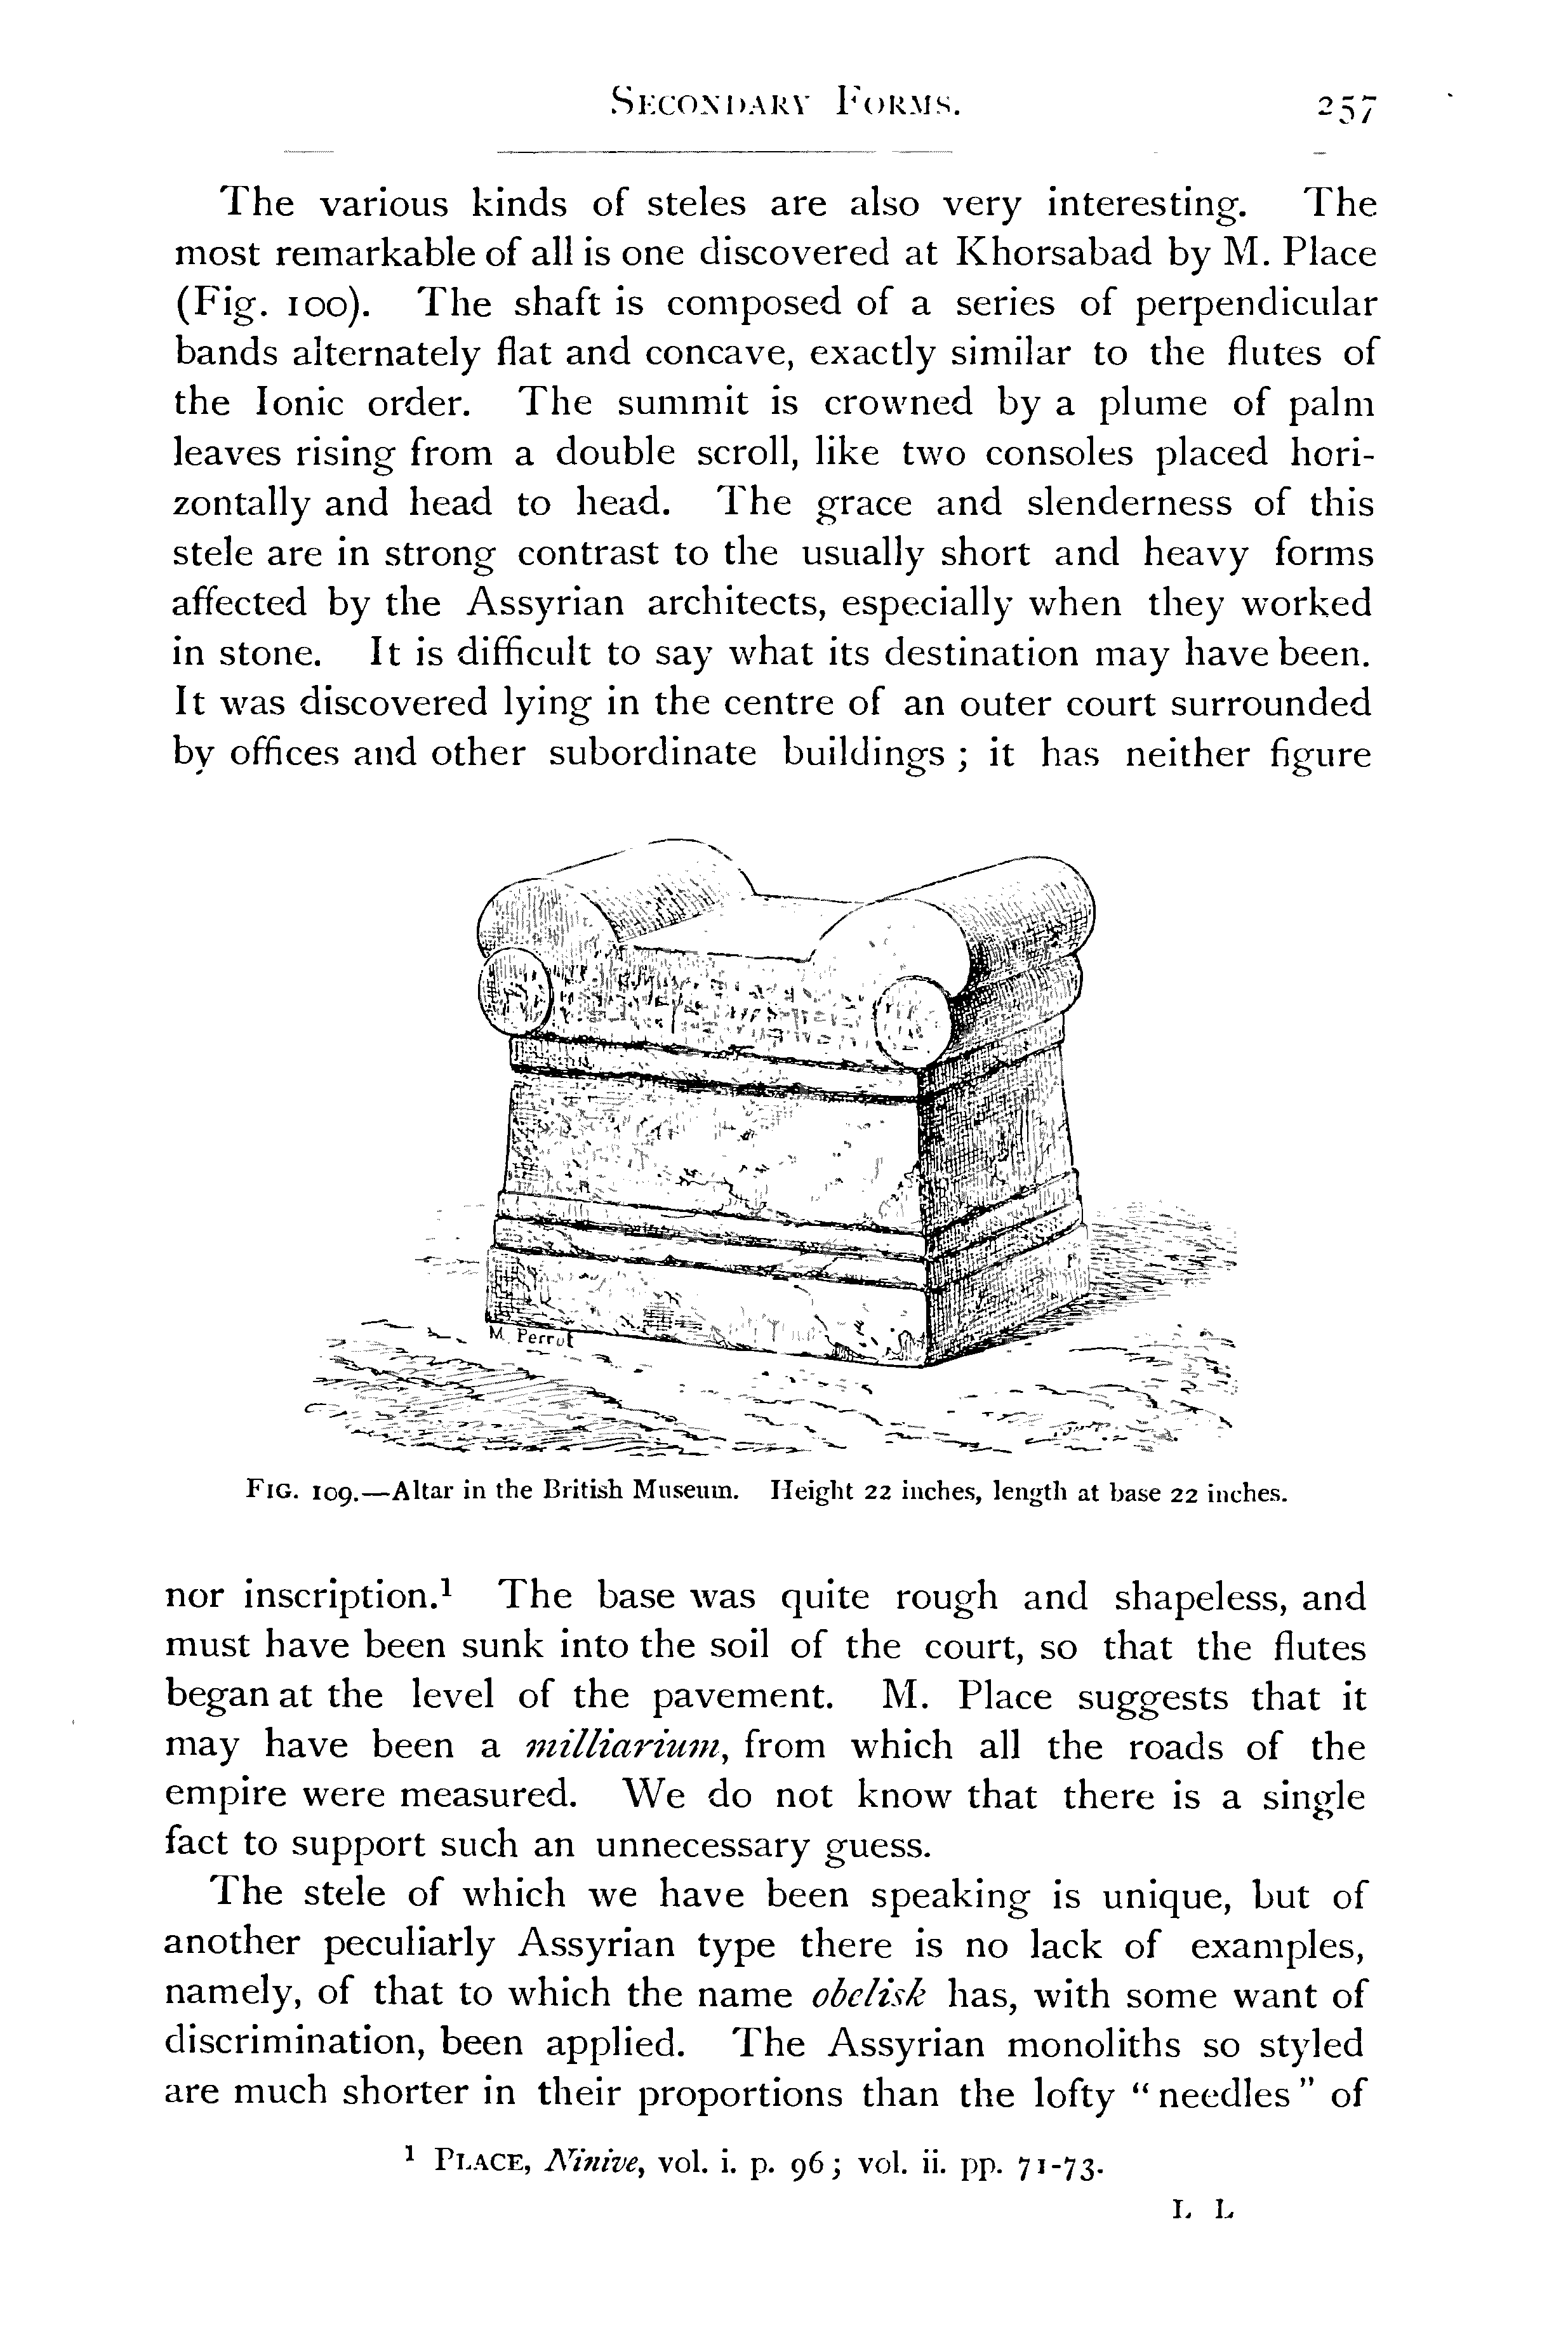 SECONDARY FORMS. 257
The various kinds of steles are also very interesting. The
most remarkable of all is one discovered at Khorsabad by M. Place
(Fig. 100). The shaft is composed of a series of perpendicular
bands alternately flat and concave, exactly similar to the flutes of
the Ionic order. The summit is crowned by a plume of palm
leaves rising from a double scroll, like two consoles placed hori-
zontally and head to head. The grace and slenderness of this
stele are in strong contrast to the usually short and heavy forms
affected by the Assyrian architects, especially when they worked
in stone. It is difficult to say what its destination may have been.
It was discovered lying in the centre of an outer court surrounded
by offices and other subordinate buildings ; it has neither figure
M. Perrot
FIG. 109.—Altar in the British Museum. Height 22 inches, length at base 22 inches.
nor inscription.¹ The base was quite rough and shapeless, and
must have been sunk into the soil of the court, so that the flutes
began at the level of the pavement. M. Place suggests that it
may have been a milliarium, from which all the roads of the
empire were measured. We do not know that there is a single
fact to support such an unnecessary guess.
The stele of which we have been speaking is unique, but of
another peculiarly Assyrian type there is no lack of examples,
namely, of that to which the name obelisk has, with some want of
discrimination, been applied. The Assyrian monoliths so styled
are much shorter in their proportions than the lofty “needles” of
¹ PLACE, Ninive, vol. i. p. 96 ; vol. ii. pp. 71-73.
L L